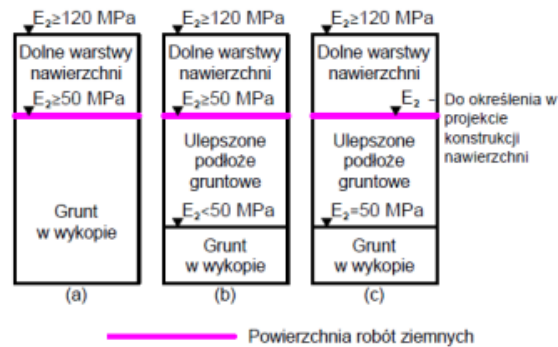 E₂≥120 MPa
Dolne warstwy
nawierzchni
E₂≥50 MPa
Grunt
w wykopie
(a)
E₂≥120 MPa
Dolne warstwy
nawierzchni
E₂≥50 MPa
Ulepszone
podłoże
gruntowe
E₂<50 MPa
Grunt
w wykopie
(b)
E₂≥120 MPa
Dolne warstwy
nawierzchni
E₂ -
Do określenia w
projekcie
konstrukcji
nawierzchni
Ulepszone
podłoże
gruntowe
E₂=50 MPa
Grunt
w wykopie
(c)
Powierzchnia robót ziemnych